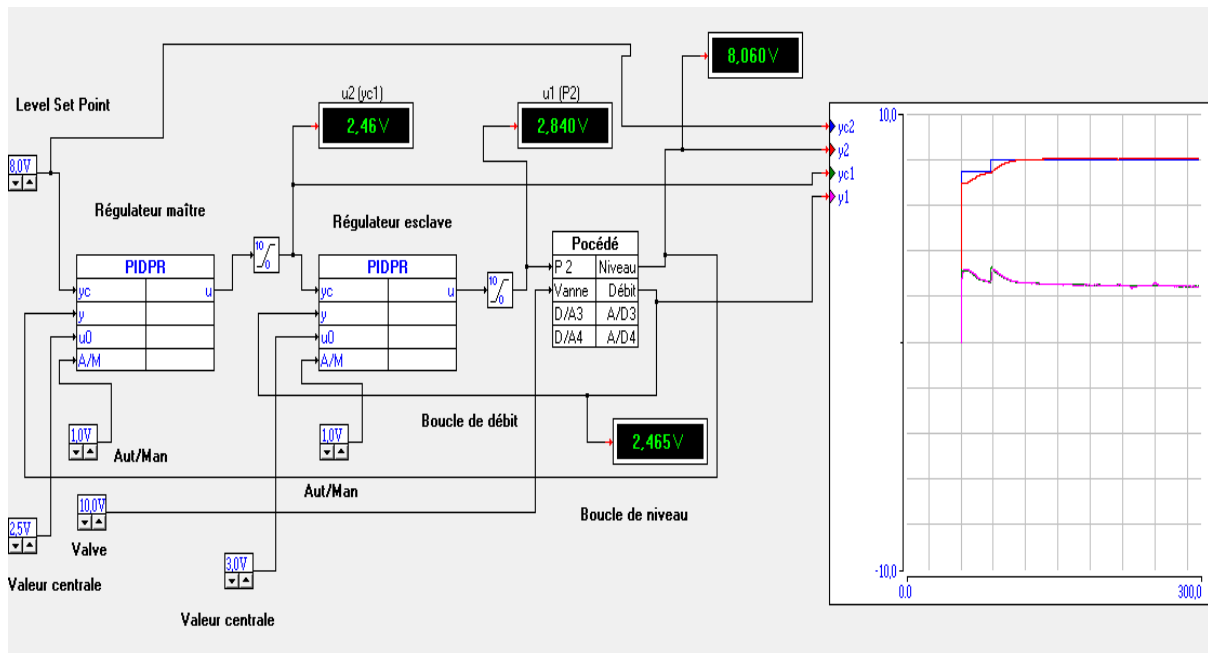 8,060V
Level Set Point
u2 (yc1)
2,46V
u1 (P2)
2,840V
10,0
yc2
y2
yc1
y1
8,0V
Régulateur maître
Régulateur esclave
10
0
PIDPR
yc
u
y
u0
A/M
PIDPR
yc
u
y
u0
A/M
10
0
Pocédé
P 2 Niveau
Vanne Débit
D/A3 A/D3
D/A4 A/D4
Boucle de débit
1,0V
Aut/Man
1,0V
Aut/Man
2,465V
10,0V
Valve
Boucle de niveau
2,5V
Valeur centrale
3,0V
Valeur centrale
-10,0
0.0
300,0